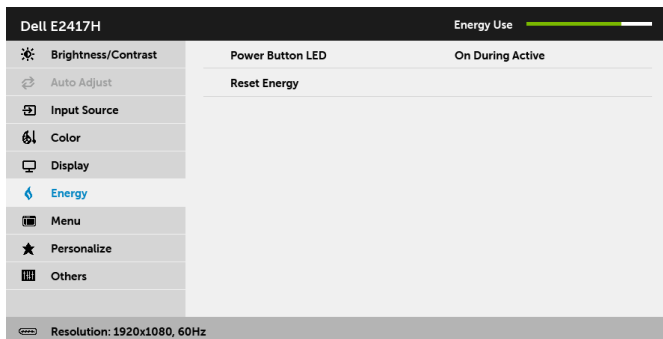 Dell E2417H
Energy Use
Brightness/Contrast
Power Button LED
On During Active
Auto Adjust
Reset Energy
Input Source
Color
Display
Energy
Menu
Personalize
Others
Resolution: 1920x1080, 60Hz